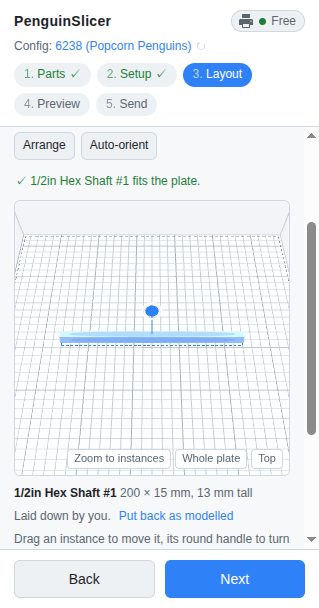 PenguinSlicer
Free
Config: 6238 (Popcorn Penguins)
1. Parts ✓
2. Setup ✓
3. Layout
4. Preview
5. Send
Arrange
Auto-orient
✓ 1/2in Hex Shaft #1 fits the plate.
Zoom to instances
Whole plate
Top
1/2in Hex Shaft #1 200 × 15 mm, 13 mm tall
Laid down by you. Put back as modelled
Drag an instance to move it, its round handle to turn
Back
Next